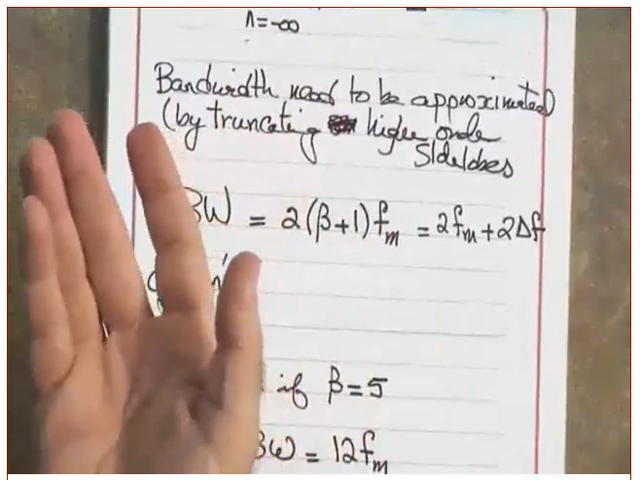 n=-∞
Bandwidth need to be approximated
(by truncating higher order
Sidelobes
BW = 2(β+1)fm = 2fm+2Δf
if β=5
BW = 12fm